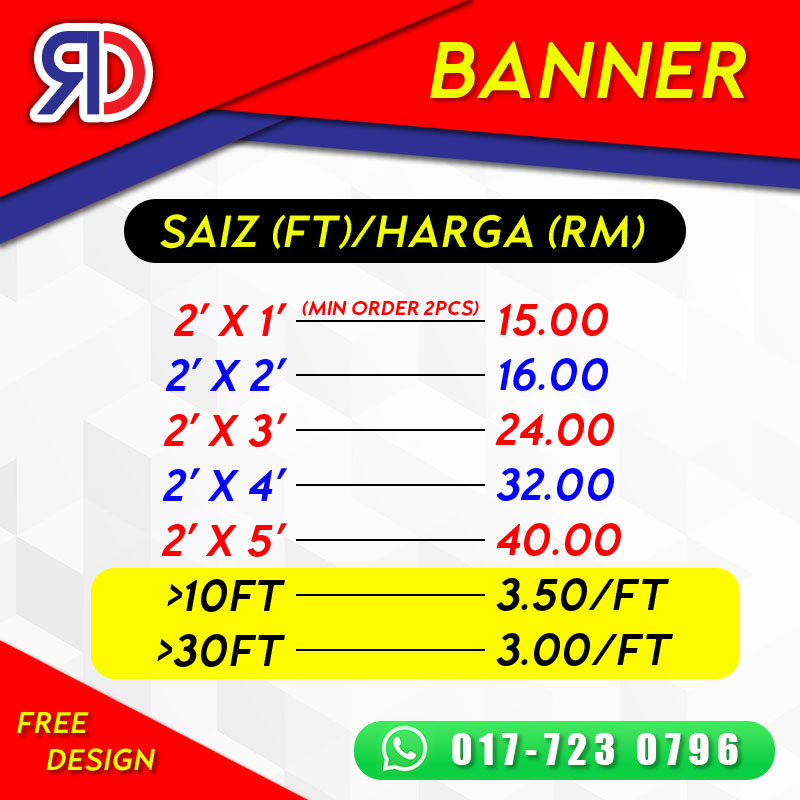 RD
BANNER
SAIZ (FT)/HARGA (RM)
2' X 1' (MIN ORDER 2PCS) 15.00
2' X 2' 16.00
2' X 3' 24.00
2' X 4' 32.00
2' X 5' 40.00
>10FT 3.50/FT
>30FT 3.00/FT
FREE
DESIGN
017-723 0796